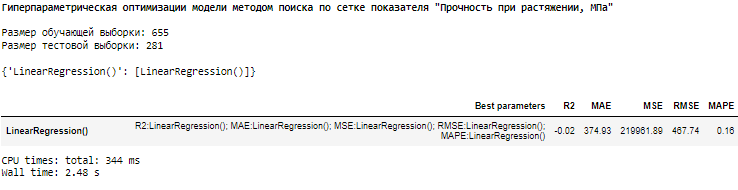 Гиперпараметрическая оптимизации модели методом поиска по сетке показателя "Прочность при растяжении, МПа"
Размер обучающей выборки: 655
Размер тестовой выборки: 281
{'LinearRegression()': [LinearRegression()]}
Best parameters R2 MAE MSE RMSE MAPE
LinearRegression() R2:LinearRegression(); MAE:LinearRegression(); MSE:LinearRegression(); RMSE:LinearRegression(); -0.02 374.93 219961.89 467.74 0.16
MAPE:LinearRegression()
CPU times: total: 344 ms
Wall time: 2.48 s